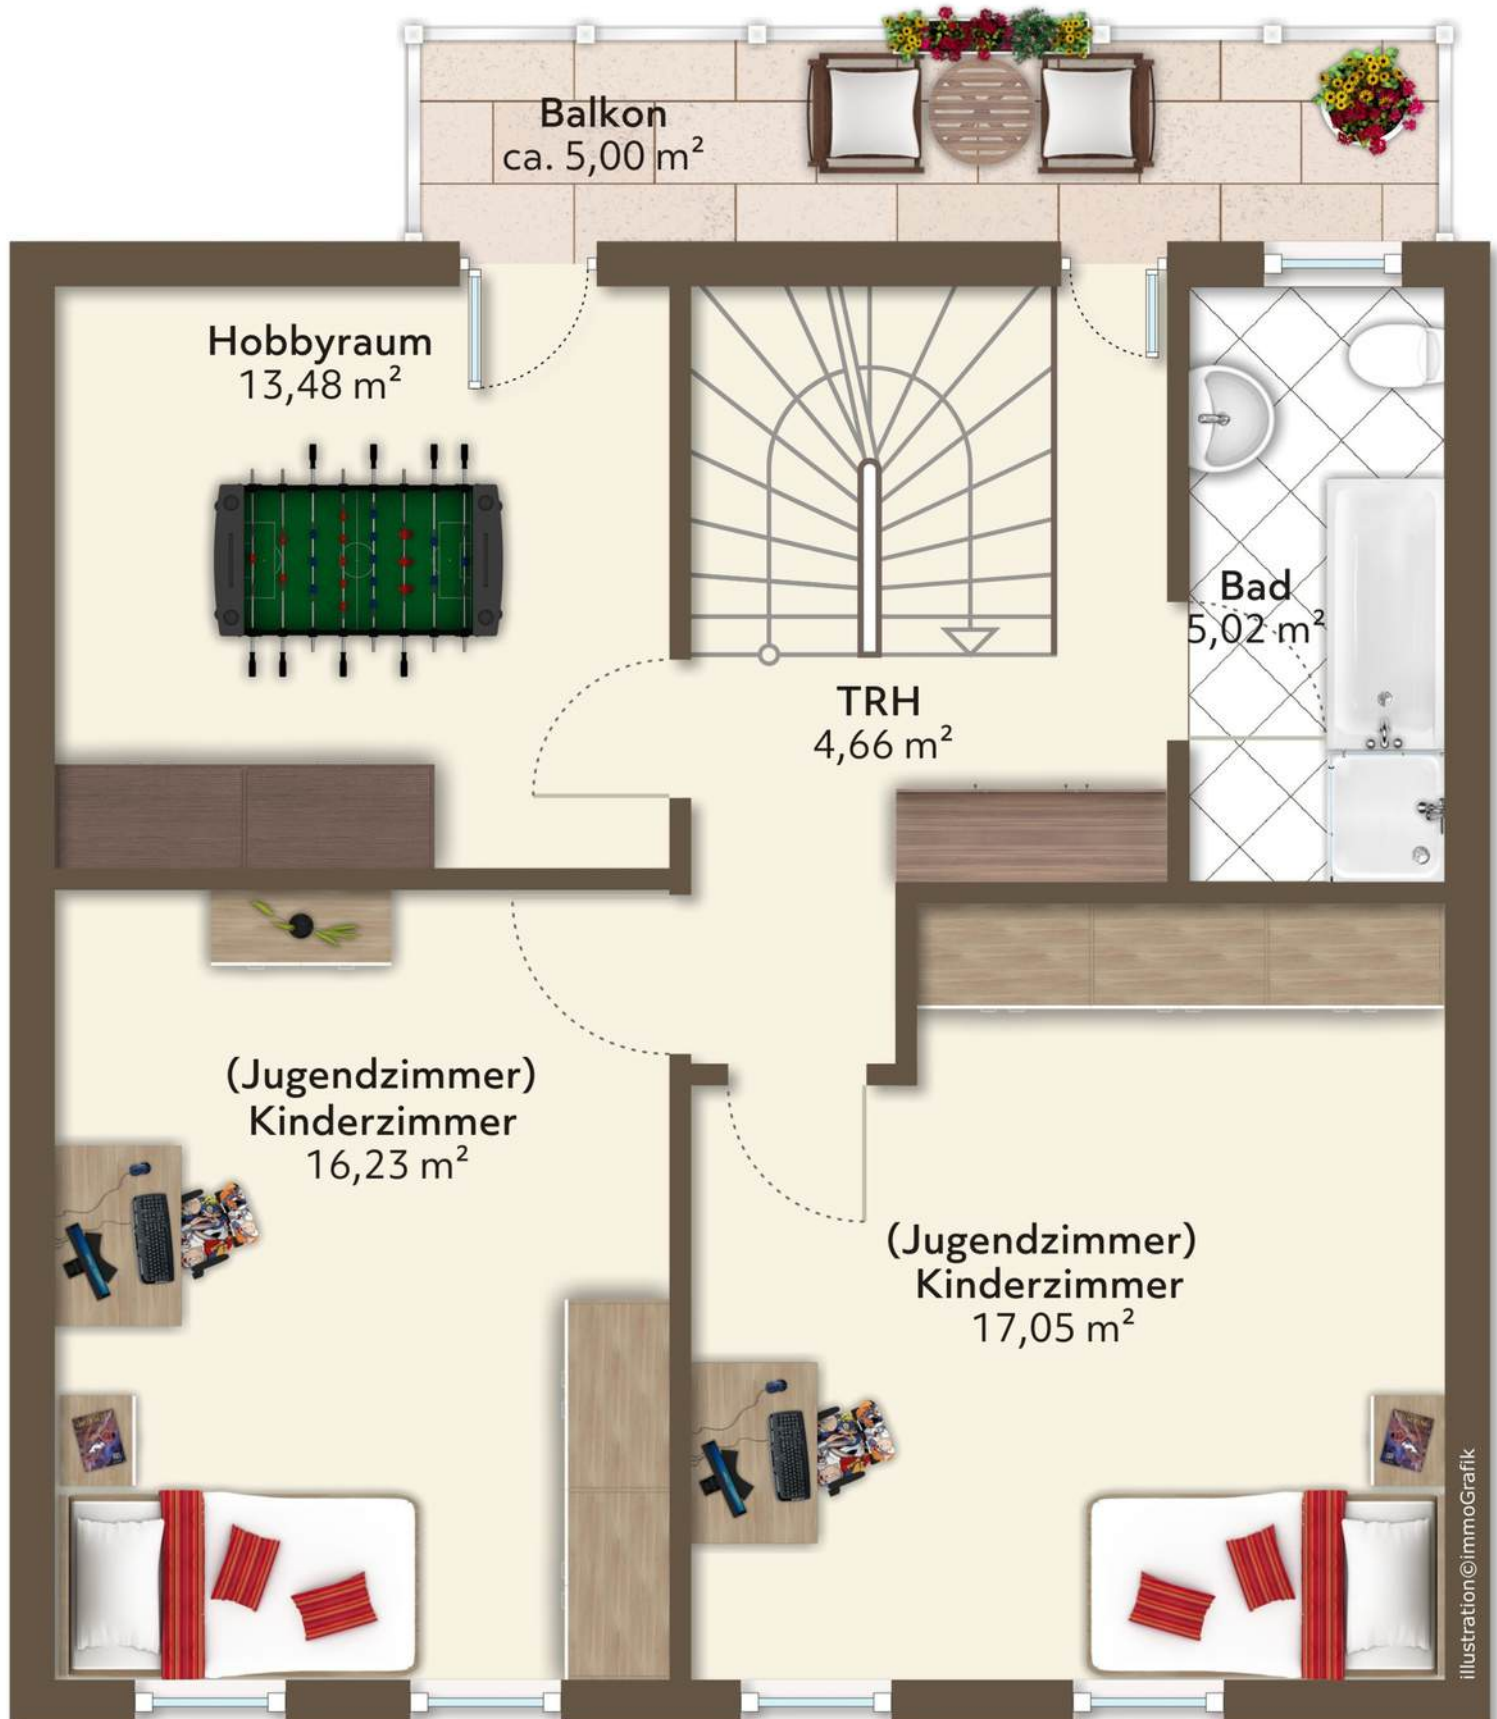 Balkon
ca. 5,00 m²
Hobbyraum
13,48 m²
Bad
5,02 m²
TRH
4,66 m²
(Jugendzimmer)
Kinderzimmer
16,23 m²
(Jugendzimmer)
Kinderzimmer
17,05 m²
illustration©immoGrafik